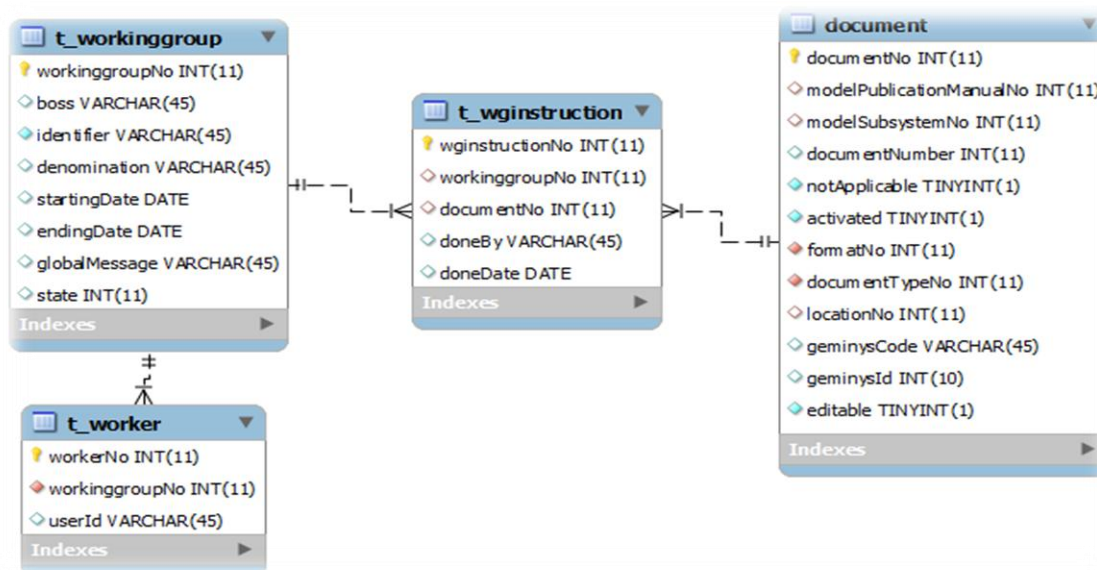 t_workinggroup
workinggroupNo INT(11)
boss VARCHAR(45)
identifier VARCHAR(45)
denomination VARCHAR(45)
startingDate DATE
endingDate DATE
globalMessage VARCHAR(45)
state INT(11)
Indexes
t_worker
workerNo INT(11)
workinggroupNo INT(11)
userId VARCHAR(45)
Indexes
t_wginstruction
wginstructionNo INT(11)
workinggroupNo INT(11)
documentNo INT(11)
doneBy VARCHAR(45)
doneDate DATE
Indexes
document
documentNo INT(11)
modelPublicationManualNo INT(11)
modelSubsystemNo INT(11)
documentNumber INT(11)
notApplicable TINYINT(1)
activated TINYINT(1)
formatNo INT(11)
documentTypeNo INT(11)
locationNo INT(11)
geminysCode VARCHAR(45)
geminysId INT(10)
editable TINYINT(1)
Indexes